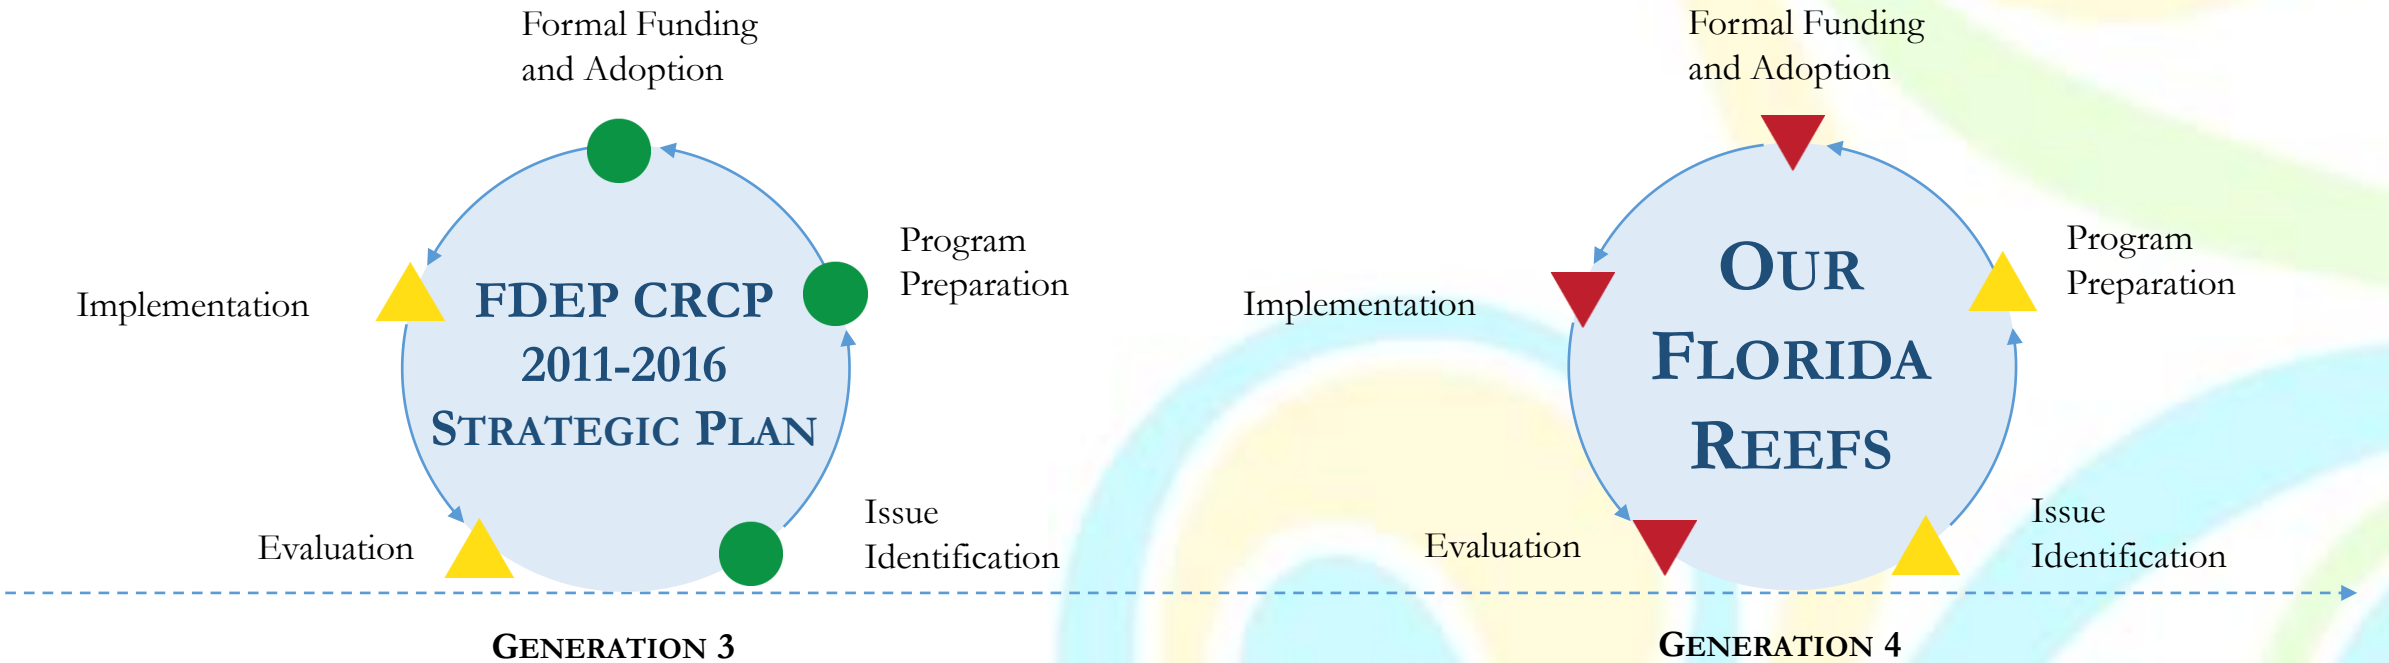 Formal Funding
and Adoption
Program
Preparation
Implementation
FDEP CRCP
2011-2016
STRATEGIC PLAN
Issue
Identification
Evaluation
GENERATION 3
Formal Funding
and Adoption
Program
Preparation
Implementation
OUR
FLORIDA
REEFS
Issue
Identification
Evaluation
GENERATION 4